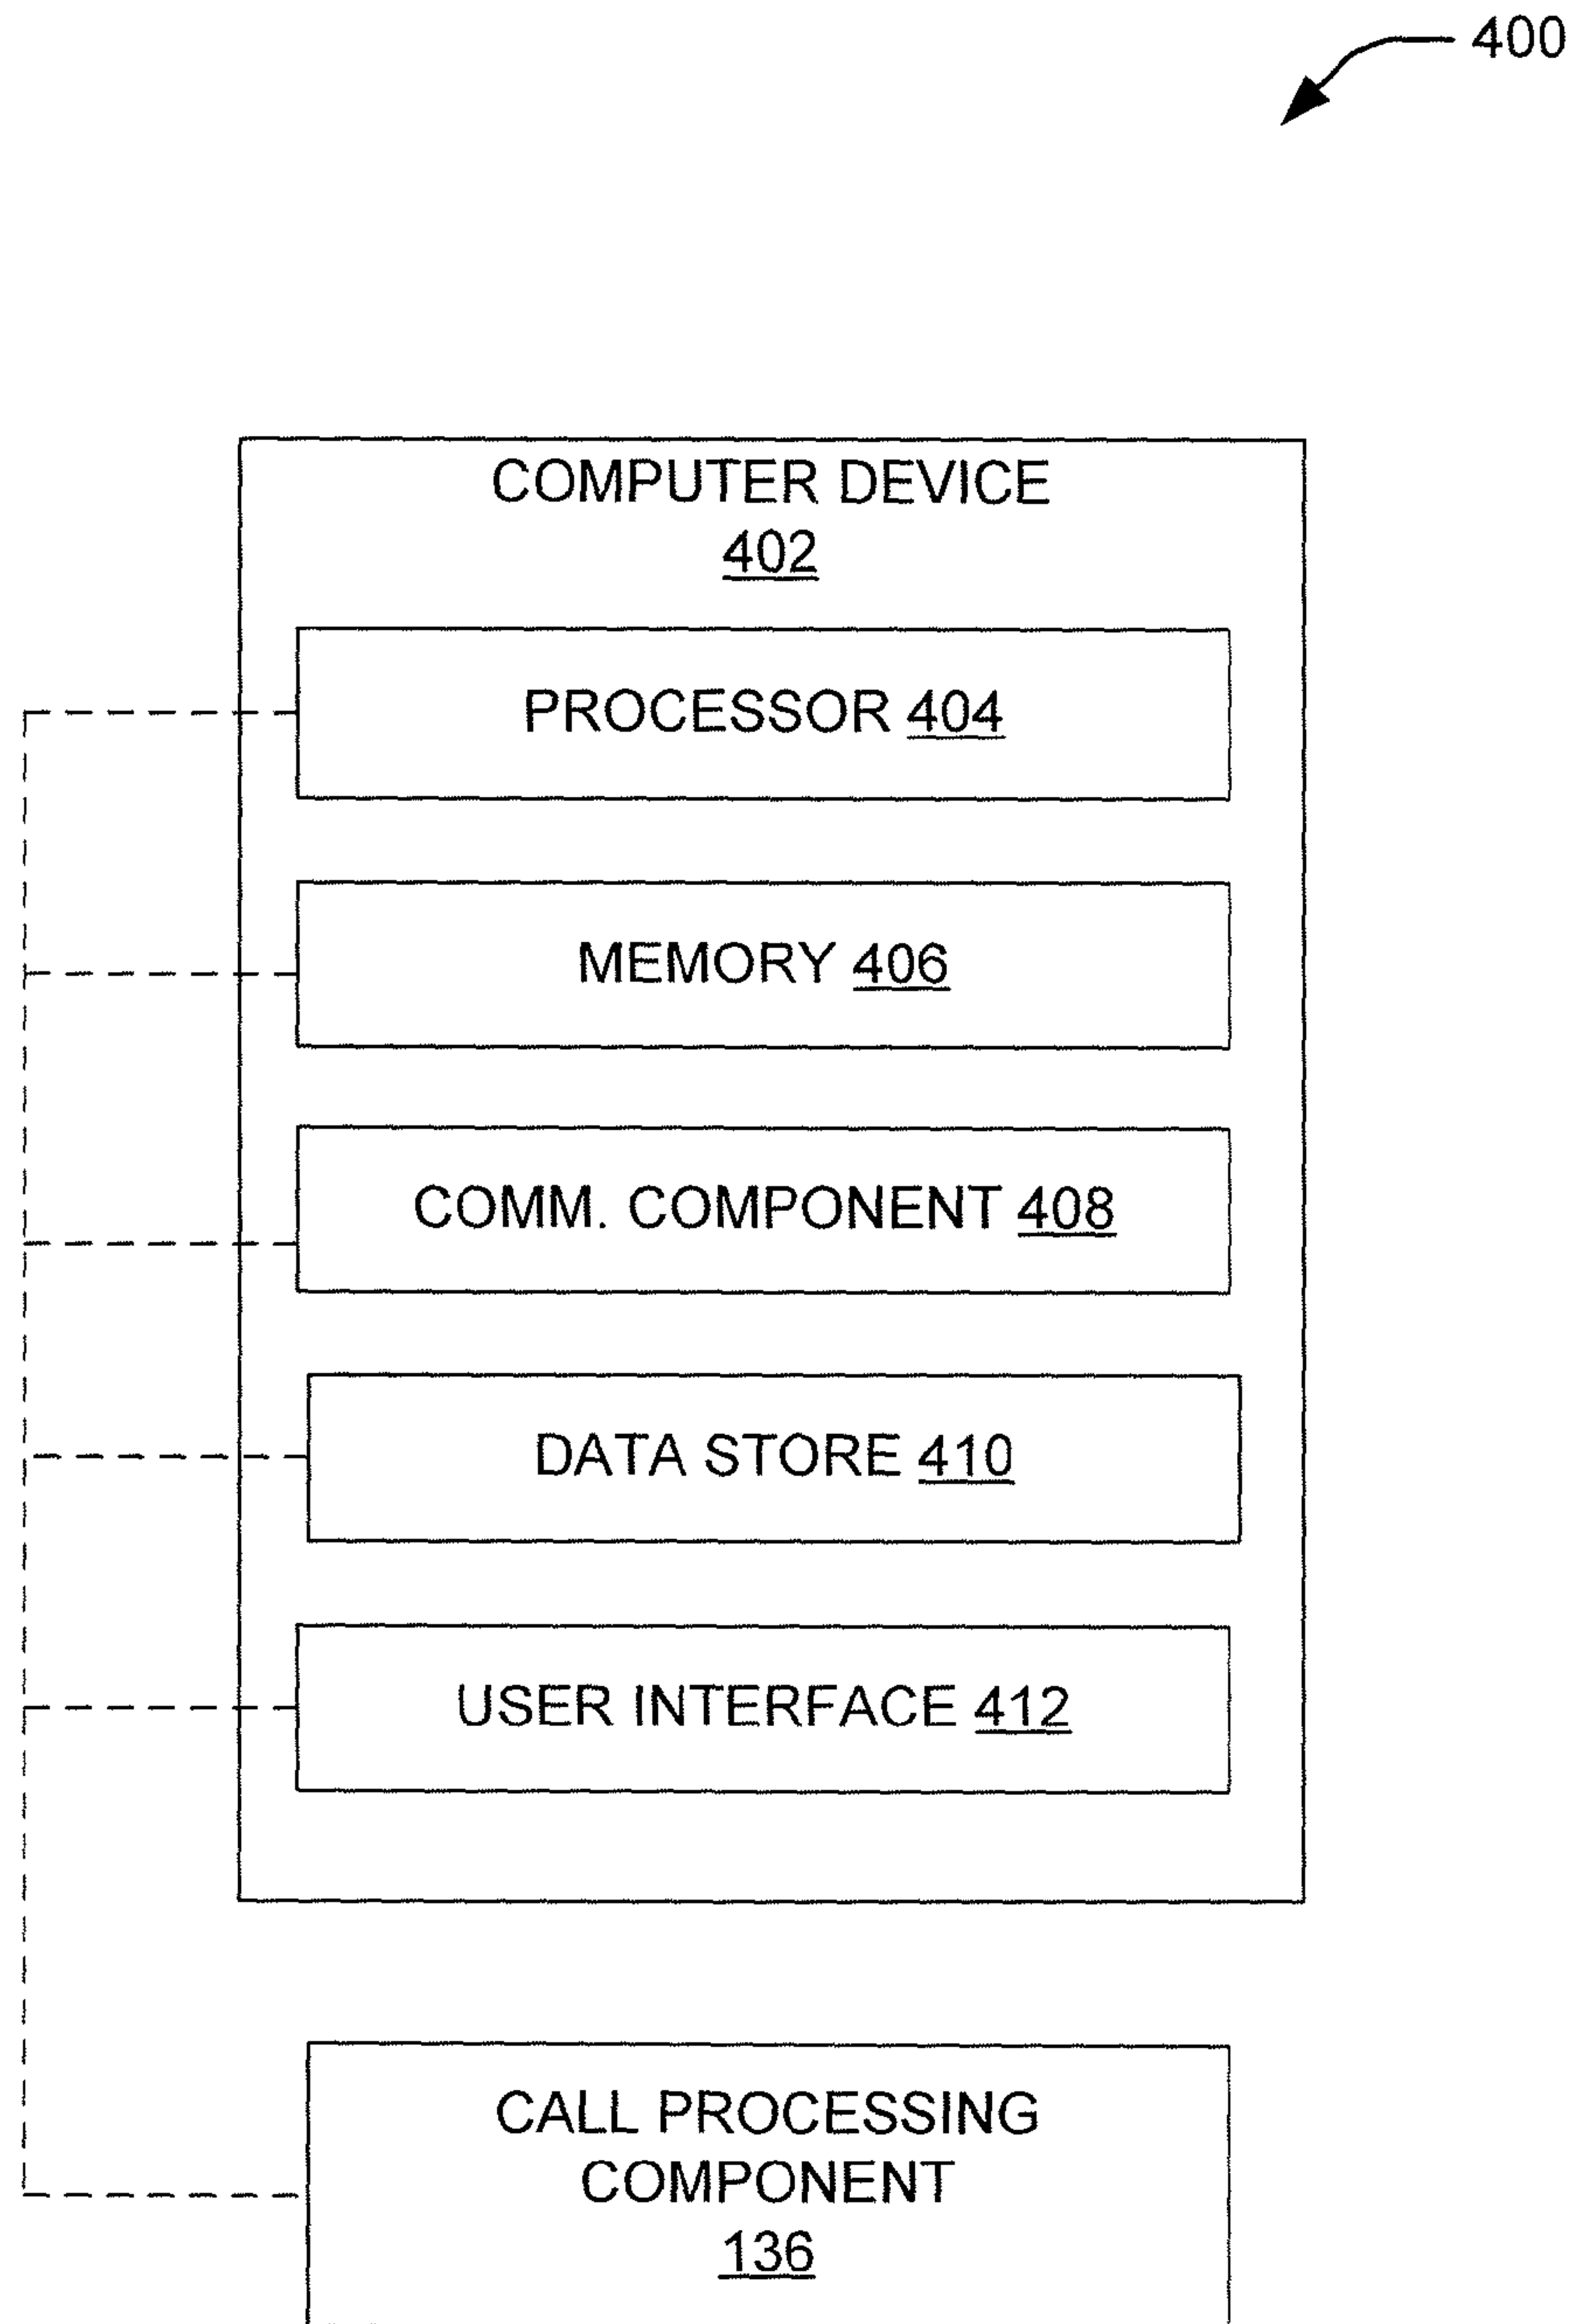 400
COMPUTER DEVICE
402
PROCESSOR 404
MEMORY 406
COMM. COMPONENT 408
DATA STORE 410
USER INTERFACE 412
CALL PROCESSING
COMPONENT
136